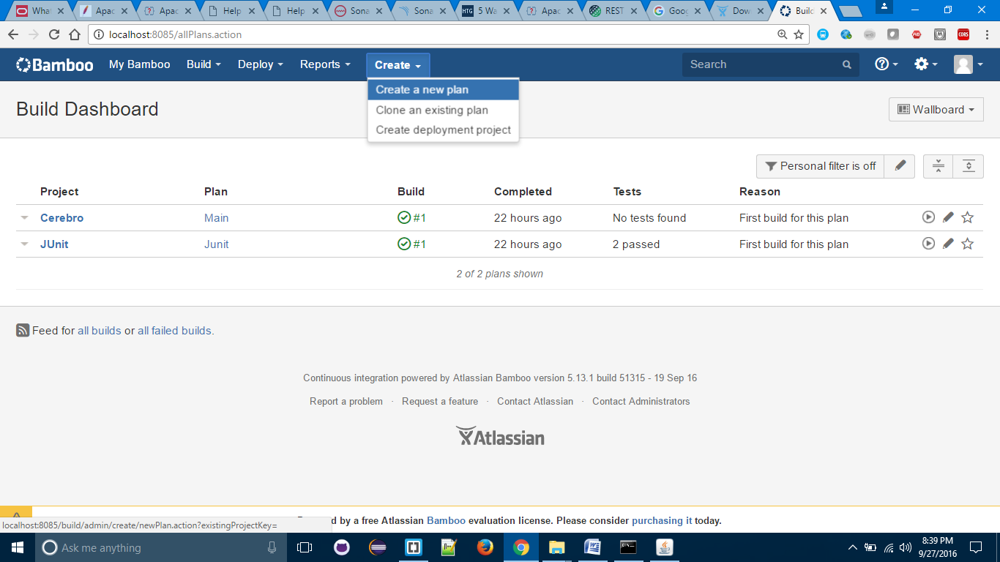 What Apac Apac Help Help Sona Sona 5 Wa Apac REST Goog Dow Build
localhost:8085/allPlans.action
Bamboo My Bamboo Build Deploy Reports Create Search
Create a new plan
Clone an existing plan
Create deployment project
Build Dashboard
Wallboard
Personal filter is off
Project Plan Build Completed Tests Reason
Cerebro Main #1 22 hours ago No tests found First build for this plan
JUnit Junit #1 22 hours ago 2 passed First build for this plan
2 of 2 plans shown
Feed for all builds or all failed builds.
Continuous integration powered by Atlassian Bamboo version 5.13.1 build 51315 - 19 Sep 16
Report a problem · Request a feature · Contact Atlassian · Contact Administrators
Atlassian
by a free Atlassian Bamboo evaluation license. Please consider purchasing it today.
localhost:8085/build/admin/create/newPlan.action?existingProjectKey=
Ask me anything
8:39 PM
9/27/2016